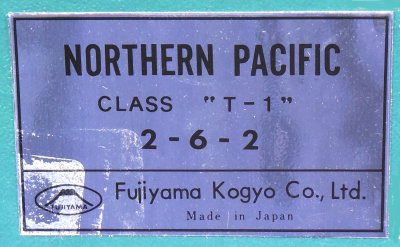 NORTHERN PACIFIC
CLASS "T-1"
2-6-2
FUJIYAMA
Fujiyama Kogyo Co., Ltd.
Made in Japan